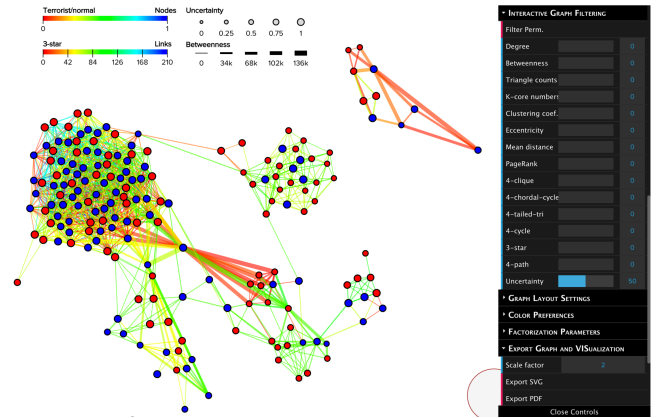 Terrorist/normal Nodes
0 1
3-star Links
0 42 84 126 168 210
Uncertainty
0 0.25 0.5 0.75 1
Betweenness
0 34k 68k 102k 136k
Interactive Graph Filtering
Filter Perm.
Degree 0
Betweenness 0
Triangle counts 0
K-core numbers 0
Clustering coef. 0
Eccentricity 0
Mean distance 0
PageRank 0
4-clique 0
4-chordal-cycle 0
4-tailed-tri 0
4-cycle 0
3-star 0
4-path 0
Uncertainty 50
Graph Layout Settings
Color Preferences
Factorization Parameters
Export Graph and VISualization
Scale factor 2
Export SVG
Export PDF
Close Controls